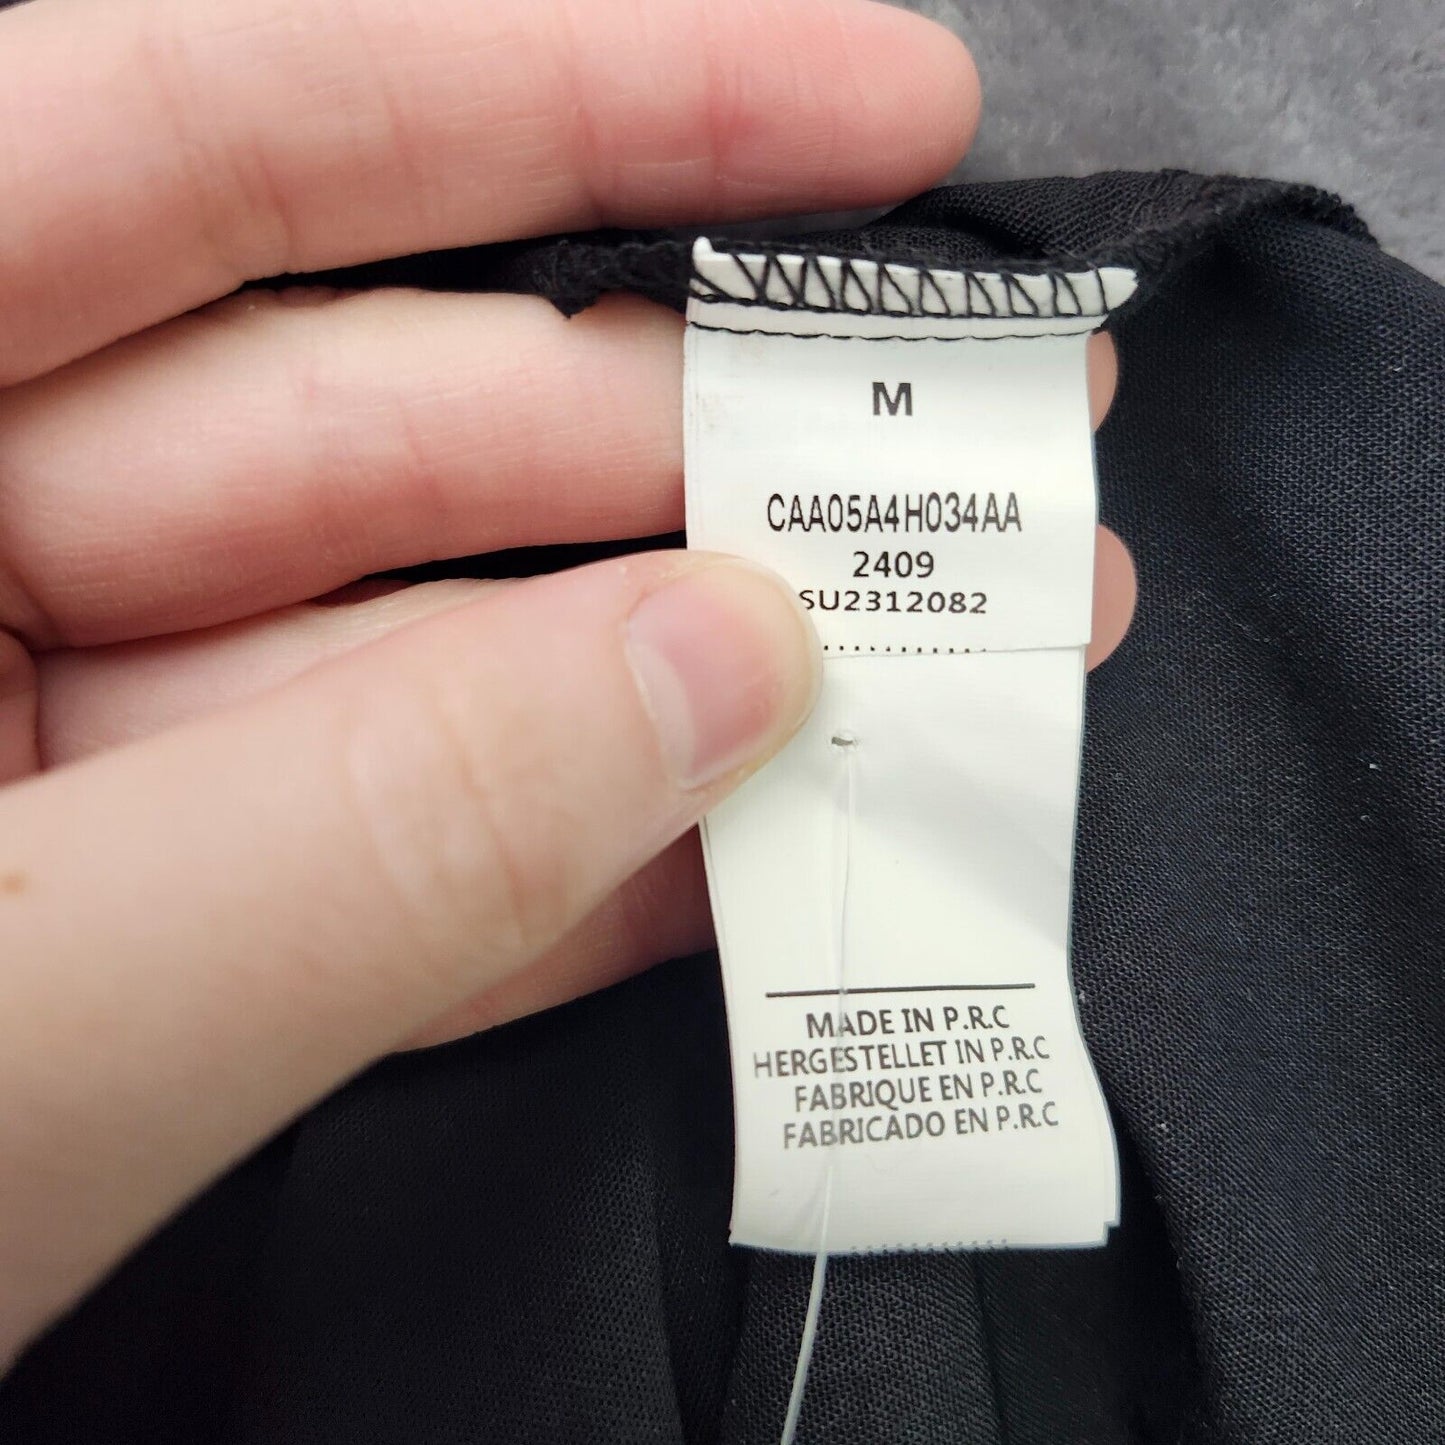 M
CAA05A4H034AA
2409
SU2312082
MADE IN P.R.C
HERGESTELLET IN P.R.C
FABRIQUE EN P.R.C
FABRICADO EN P.R.C